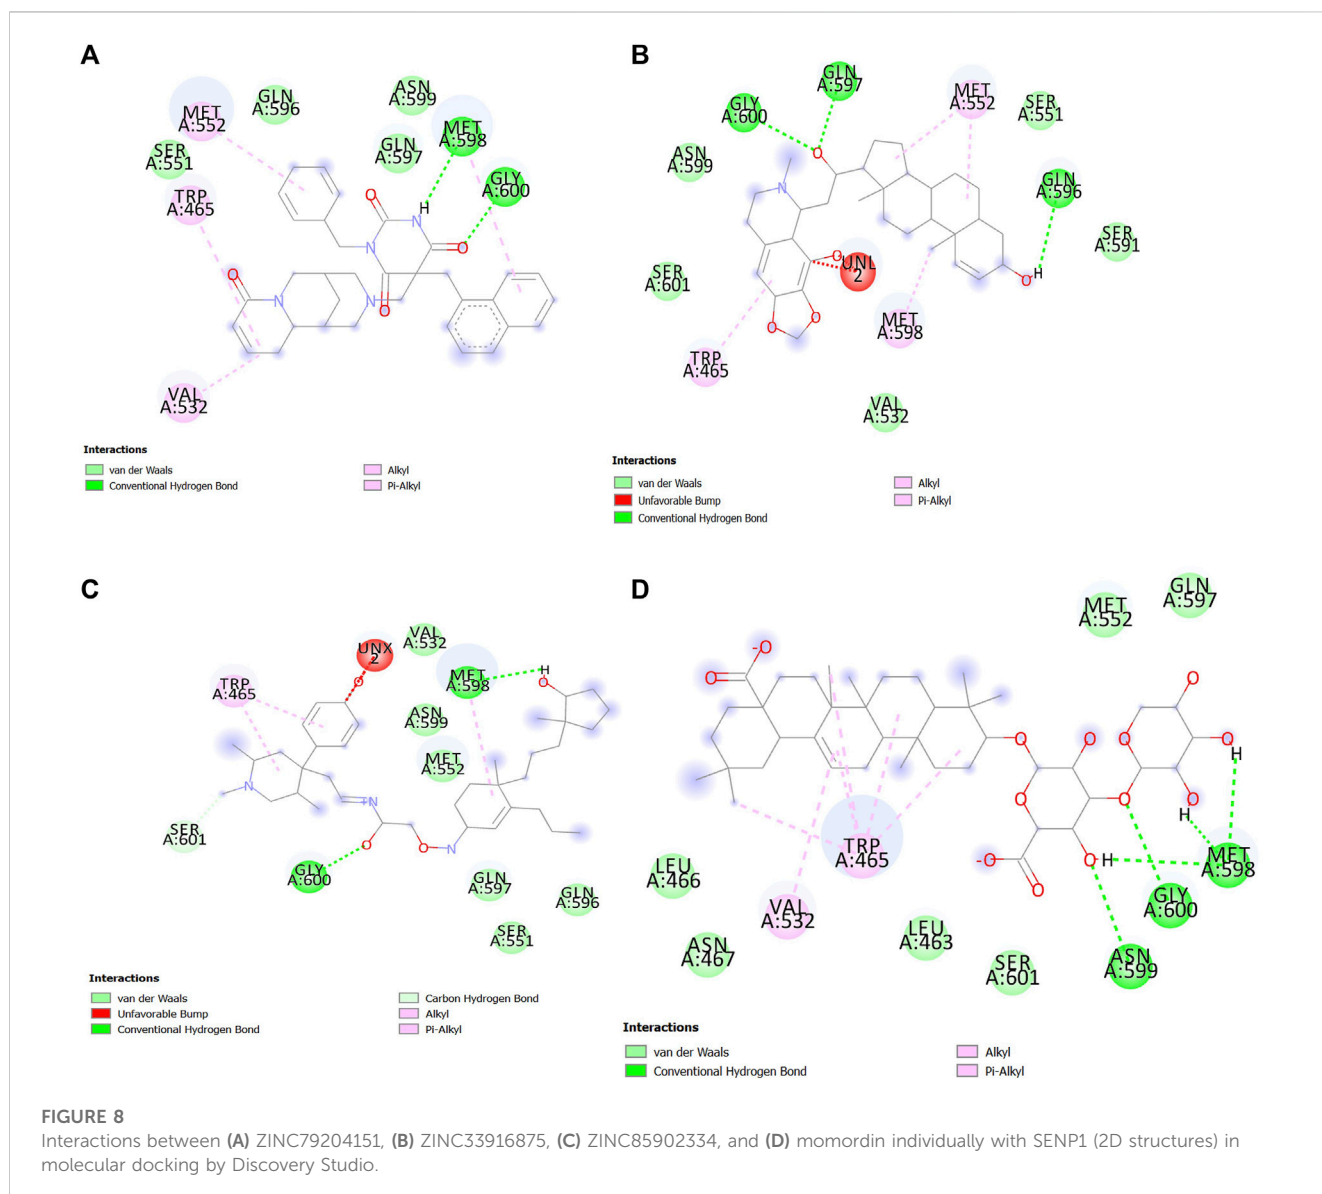 A
MET
A:552
GLN
A:596
ASN
A:599
MET
A:598
SER
A:551
GLN
A:597
TRP
A:465
GLY
A:600
H
O
N
O
N
O
O
O
N
N
VAL
A:532
Interactions
van der Waals
Conventional Hydrogen Bond
Alkyl
Pi-Alkyl
B
GLN
A:597
GLY
A:600
MET
A:552
SER
A:551
ASN
A:599
O
N
GLN
A:596
SER
A:591
O
UNL
2
H
O
SER
A:601
MET
A:598
O
O
TRP
A:465
VAL
A:532
Interactions
van der Waals
Unfavorable Bump
Conventional Hydrogen Bond
Alkyl
Pi-Alkyl
C
VAL
A:532
UNX
2
MET
A:598
H
O
TRP
A:465
O
ASN
A:599
MET
A:552
N
+N
SER
A:601
O
O
N
GLY
A:600
GLN
A:597
GLN
A:596
SER
A:551
Interactions
van der Waals
Unfavorable Bump
Conventional Hydrogen Bond
Carbon Hydrogen Bond
Alkyl
Pi-Alkyl
D
MET
A:552
GLN
A:597
-O
O
O
O
O
O
O
H
O
O
O
H
TRP
A:465
-O
O
H
O
MET
A:598
LEU
A:466
VAL
A:532
GLY
A:600
ASN
A:467
LEU
A:463
SER
A:601
ASN
A:599
Interactions
van der Waals
Conventional Hydrogen Bond
Alkyl
Pi-Alkyl
FIGURE 8
Interactions between (A) ZINC79204151, (B) ZINC33916875, (C) ZINC85902334, and (D) momordin individually with SENP1 (2D structures) in
molecular docking by Discovery Studio.